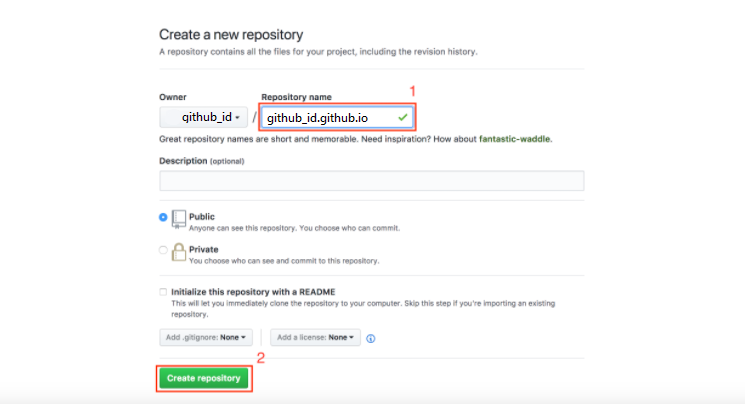 Create a new repository
A repository contains all the files for your project, including the revision history.
1
Owner Repository name
github_id / github_id.github.io
Great repository names are short and memorable. Need inspiration? How about fantastic-waddle.
Description (optional)
Public
Anyone can see this repository. You choose who can commit.
Private
You choose who can see and commit to this repository.
Initialize this repository with a README
This will let you immediately clone the repository to your computer. Skip this step if you're importing an existing
repository.
Add .gitignore: None Add a license: None
2
Create repository